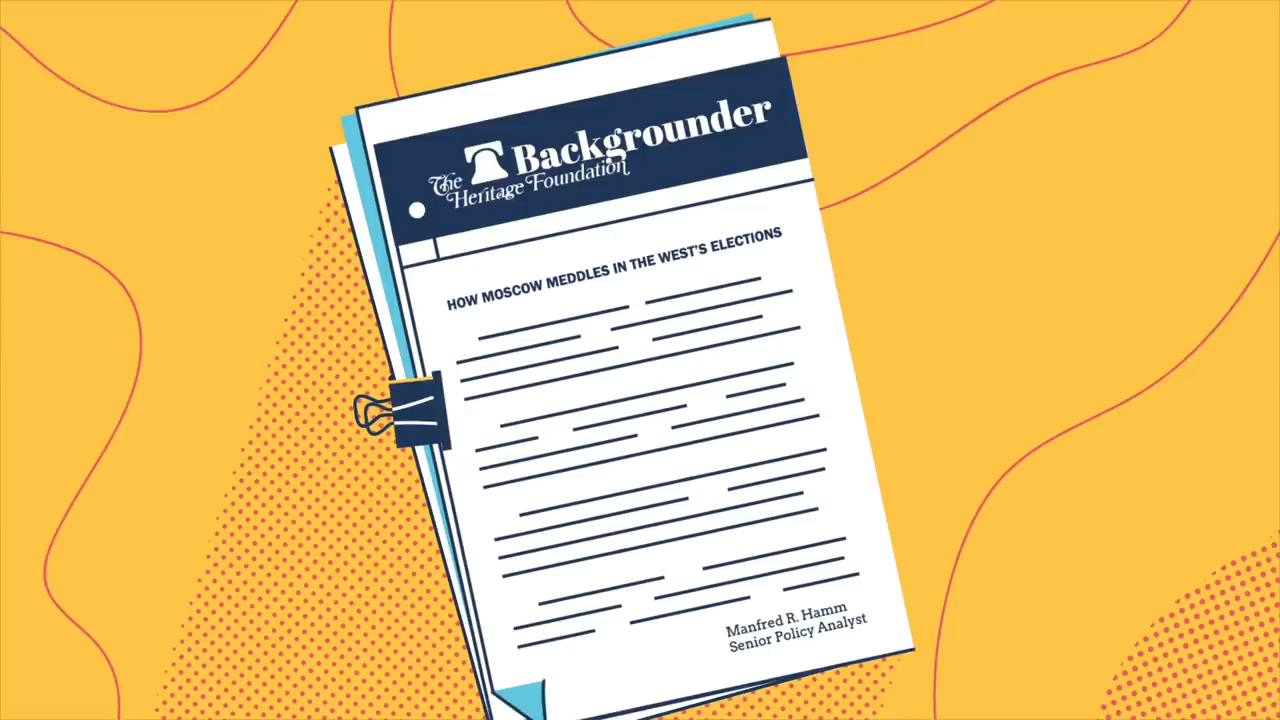 Backgrounder
The
Heritage Foundation
HOW MOSCOW MEDDLES IN THE WEST'S ELECTIONS
Manfred R. Hamm
Senior Policy Analyst